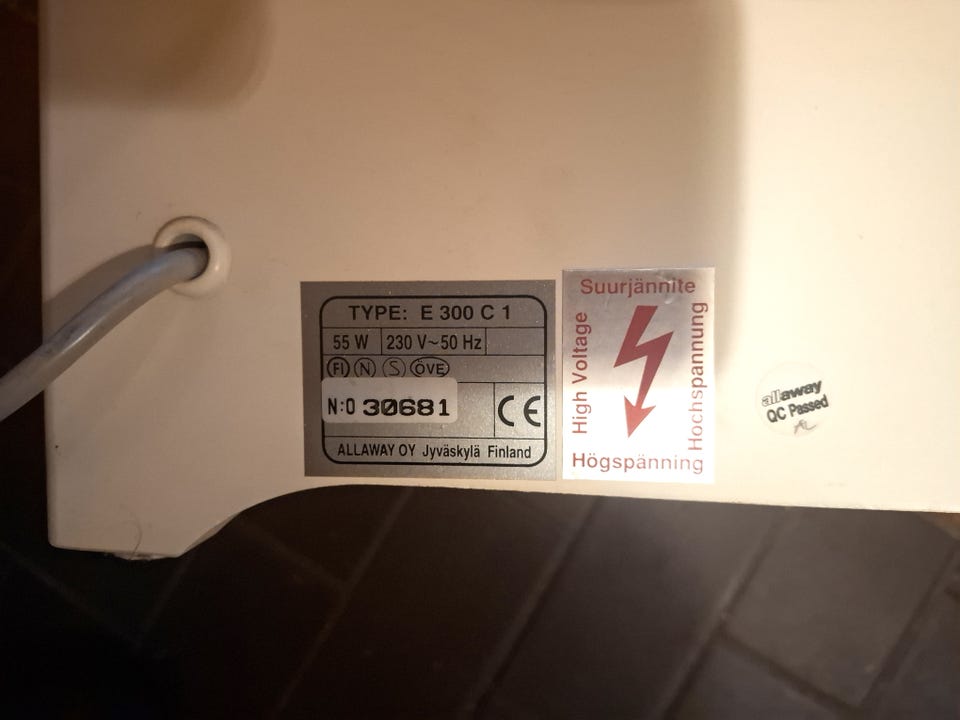 TYPE: E 300 C 1
55 W 230 V~50 Hz
FI N S ÖVE
N:O 30681
CE
ALLAWAY OY Jyväskylä Finland
Suurjännite
High Voltage
Hochspannung
Högspänning
allaway
QC Passed